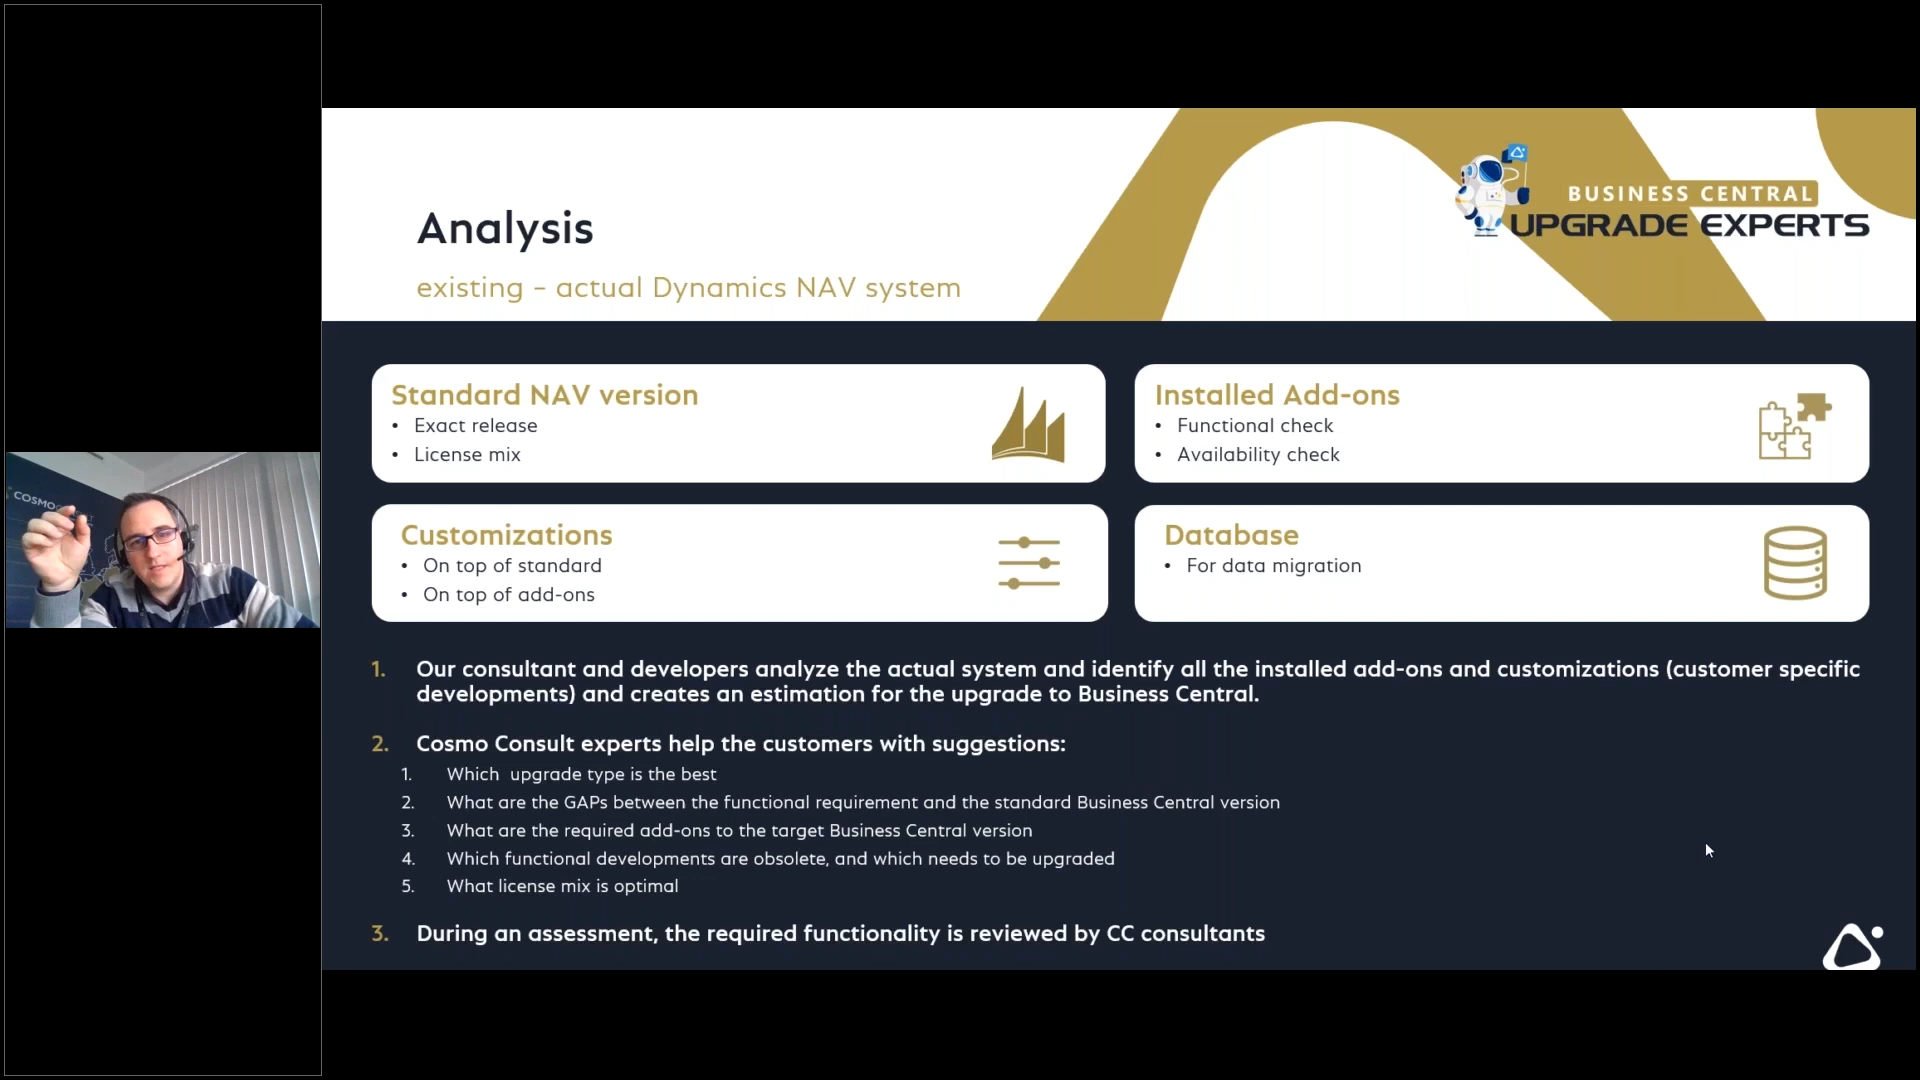 Analysis
existing – actual Dynamics NAV system
BUSINESS CENTRAL
UPGRADE EXPERTS
Standard NAV version
• Exact release
• License mix
Installed Add-ons
• Functional check
• Availability check
Customizations
• On top of standard
• On top of add-ons
Database
• For data migration
COSMO
1. Our consultant and developers analyze the actual system and identify all the installed add-ons and customizations (customer specific
developments) and creates an estimation for the upgrade to Business Central.
2. Cosmo Consult experts help the customers with suggestions:
1. Which  upgrade type is the best
2. What are the GAPs between the functional requirement and the standard Business Central version
3. What are the required add-ons to the target Business Central version
4. Which functional developments are obsolete, and which needs to be upgraded
5. What license mix is optimal
3. During an assessment, the required functionality is reviewed by CC consultants